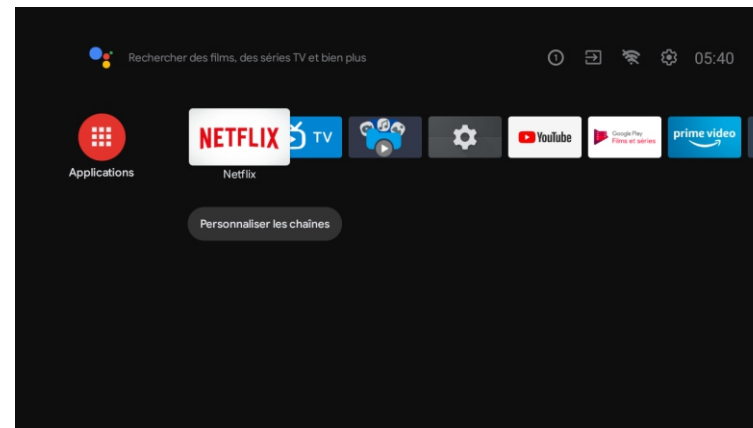 Rechercher des films, des séries TV et bien plus
1
05:40
NETFLIX
TV
YouTube
Google Play
Films et séries
prime video
Applications
Netflix
Personnaliser les chaînes